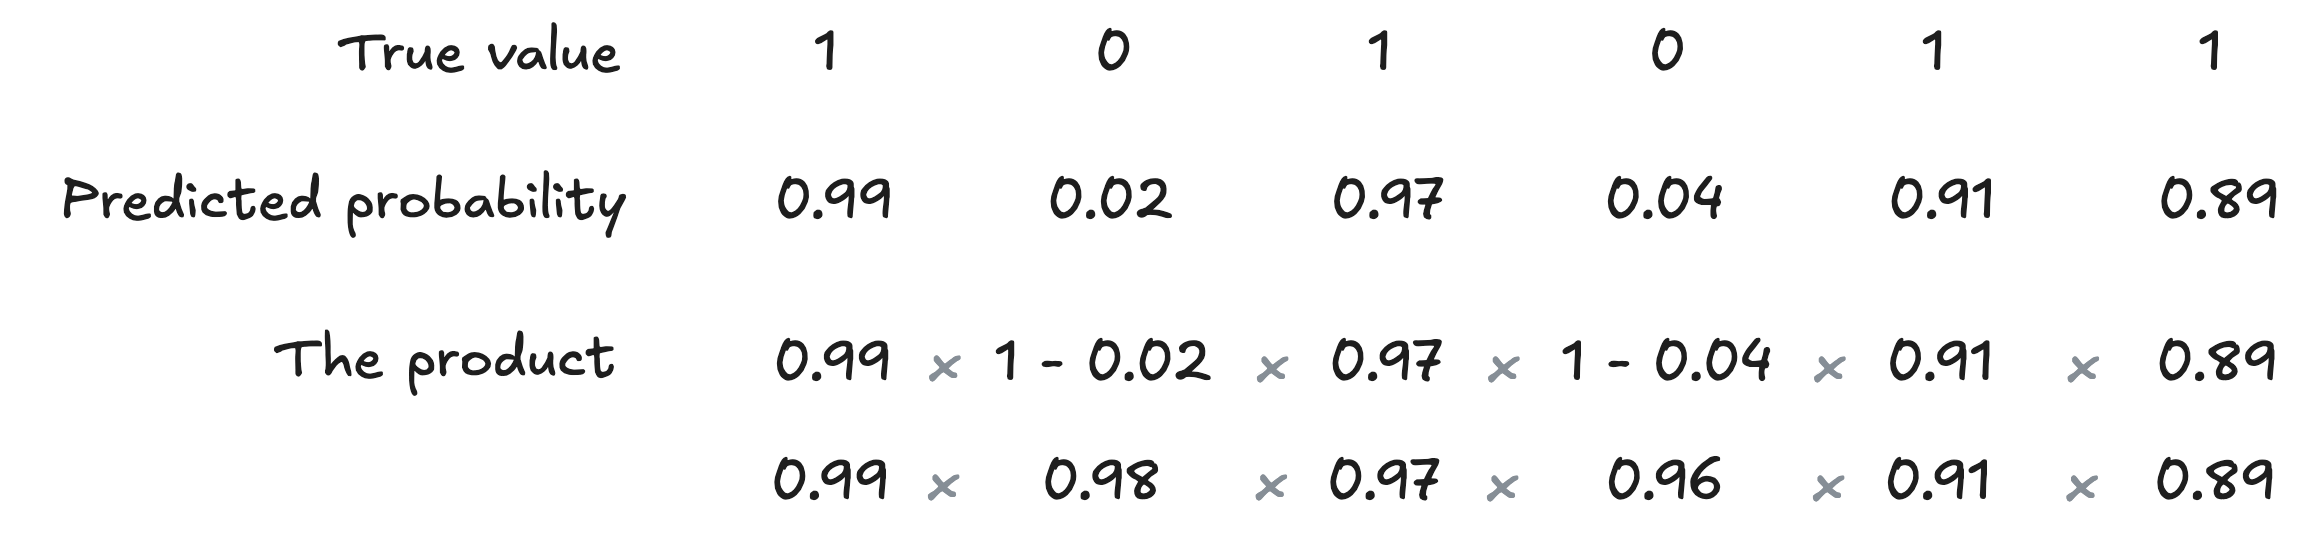 True value 1 0 1 0 1 1
Predicted probability 0.99 0.02 0.97 0.04 0.91 0.89
The product 0.99 × 1 - 0.02 × 0.97 × 1 - 0.04 × 0.91 × 0.89
0.99 × 0.98 × 0.97 × 0.96 × 0.91 × 0.89